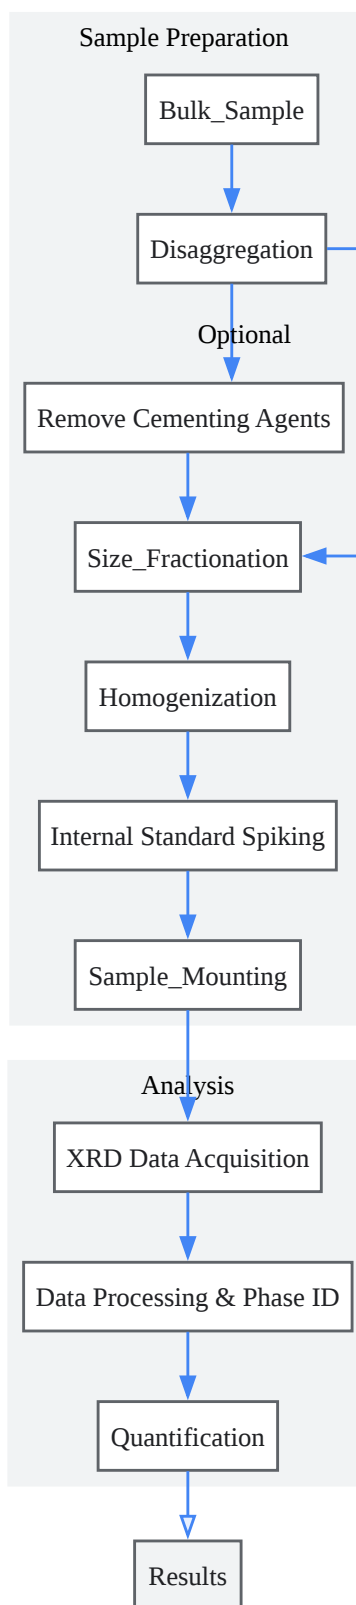 Sample Preparation
Bulk_Sample
Disaggregation
Optional
Remove Cementing Agents
Size_Fractionation
Homogenization
Internal Standard Spiking
Sample_Mounting
Analysis
XRD Data Acquisition
Data Processing & Phase ID
Quantification
Results